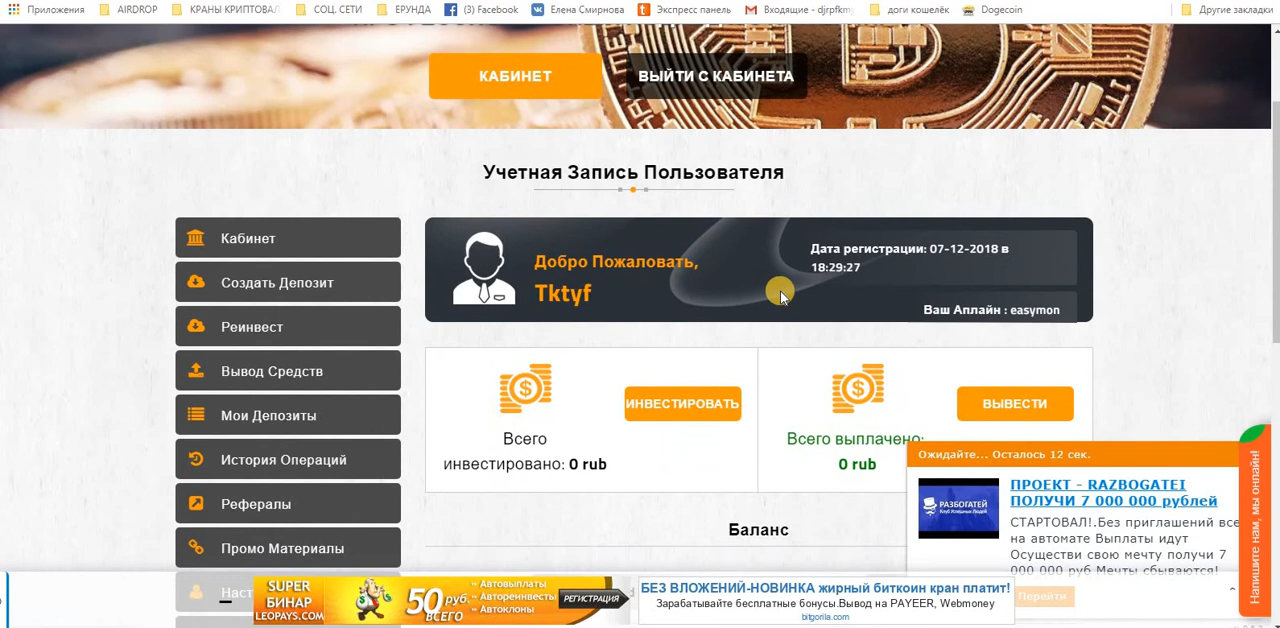 Приложения AIRDROP КРАНЫ КРИПТОВАЛ СОЦ. СЕТИ ЕРУНДА (3) Facebook Елена Смирнова Экспресс панель Входящие - djrpfkmy доги кошелёк Dogecoin Другие закладки
КАБИНЕТ ВЫЙТИ С КАБИНЕТА
Учетная Запись Пользователя
Кабинет
Создать Депозит
Реинвест
Вывод Средств
Мои Депозиты
История Операций
Рефералы
Промо Материалы
Добро Пожаловать,
Tktyf
Дата регистрации: 07-12-2018 в
18:29:27
Ваш Аплайн : easymon
ИНВЕСТИРОВАТЬ
Всего
инвестировано: 0 rub
ВЫВЕСТИ
Всего выплачено:
0 rub
Баланс
Ожидайте... Осталось 12 сек.
ПРОЕКТ - RAZBOGATEI
ПОЛУЧИ 7 000 000 рублей
РАЗБОГАТЕЙ
Клуб Успешных Людей
СТАРТОВАЛ!.Без приглашений все
на автомате Выплаты идут
Осуществи свою мечту получи 7
000 000 руб Мечты сбываются!
Перейти
Напишите нам, мы онлайн!
SUPER
БИНАР
LEOPAYS.COM
50 руб.
ВСЕГО
Автовыплаты
Автореинвесты
Автоклоны
РЕГИСТРАЦИЯ
БЕЗ ВЛОЖЕНИЙ-НОВИНКА жирный биткоин кран платит!
Зарабатывайте бесплатные бонусы.Вывод на PAYEER, Webmoney
bitgorila.com